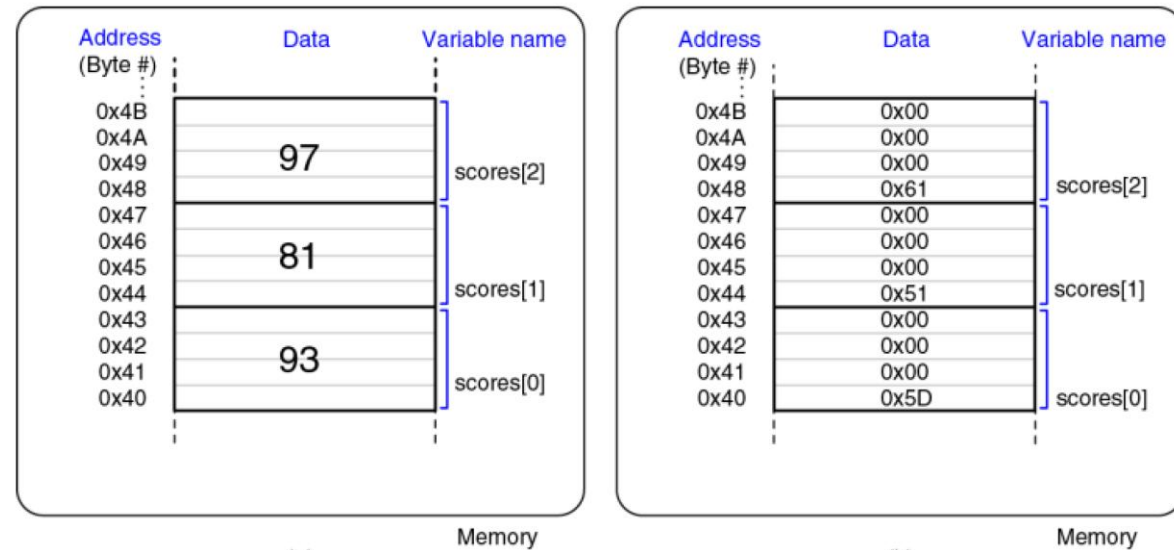 Address Data Variable name
(Byte #)
0x4B
0x4A
0x49
0x48
97
scores[2]
0x47
0x46
0x45
0x44
81
scores[1]
0x43
0x42
0x41
0x40
93
scores[0]
Memory
Address Data Variable name
(Byte #)
0x4B 0x00
0x4A 0x00
0x49 0x00
0x48 0x61 scores[2]
0x47 0x00
0x46 0x00
0x45 0x00
0x44 0x51 scores[1]
0x43 0x00
0x42 0x00
0x41 0x00
0x40 0x5D scores[0]
Memory